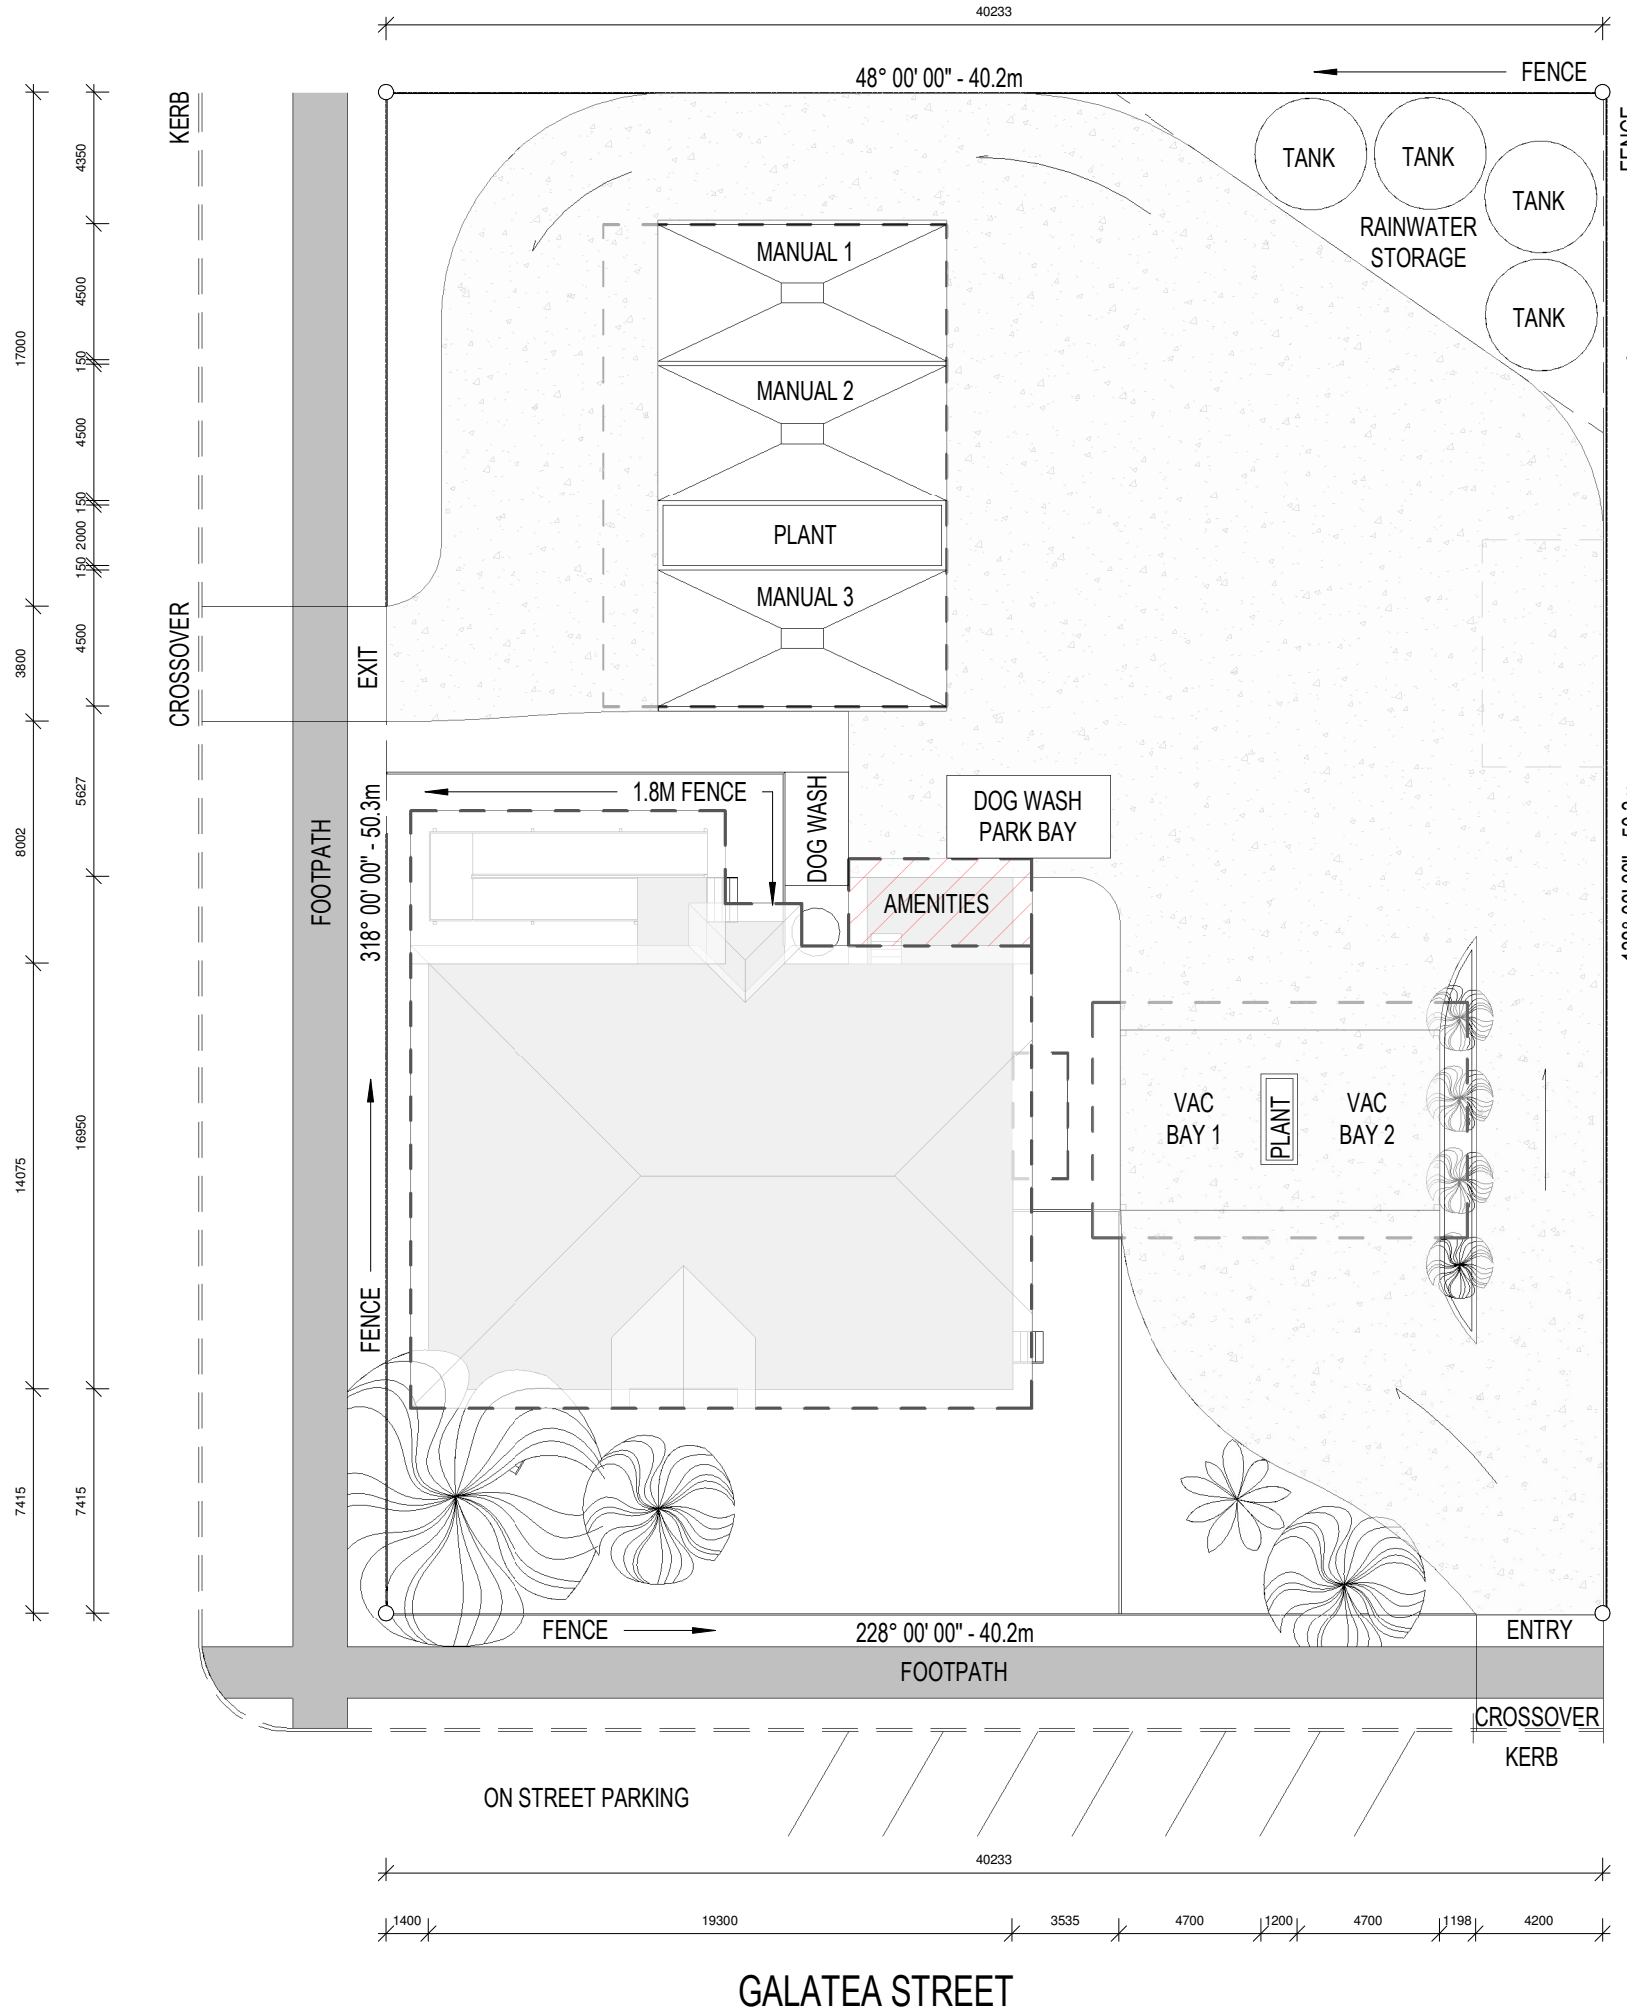 40233
48° 00' 00" - 40.2m
FENCE
KERB
TANK
TANK
TANK
TANK
RAINWATER
STORAGE
MANUAL 1
MANUAL 2
PLANT
MANUAL 3
17000
3800
8002
14075
7415
4350
4500
150
4500
150
2000
150
4500
5627
16950
7415
CROSSOVER
EXIT
FOOTPATH
318° 00' 00" - 50.3m
1.8M FENCE
DOG WASH
DOG WASH
PARK BAY
AMENITIES
VAC
BAY 1
PLANT
VAC
BAY 2
FENCE
FENCE
228° 00' 00" - 40.2m
ENTRY
FOOTPATH
CROSSOVER
KERB
ON STREET PARKING
40233
1400
19300
3535
4700
1200
4700
1198
4200
GALATEA STREET